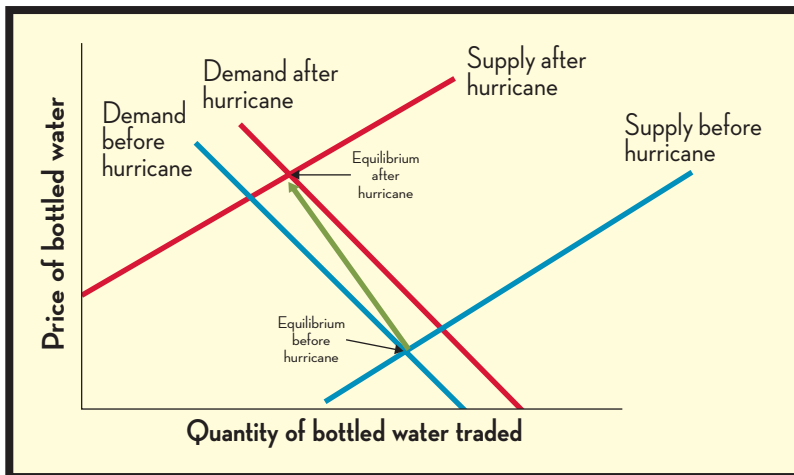 Supply after
hurricane
Demand after
hurricane
Demand
before
hurricane
Supply before
hurricane
Equilibrium
after
hurricane
Price of bottled water
Equilibrium
before
hurricane
Quantity of bottled water traded